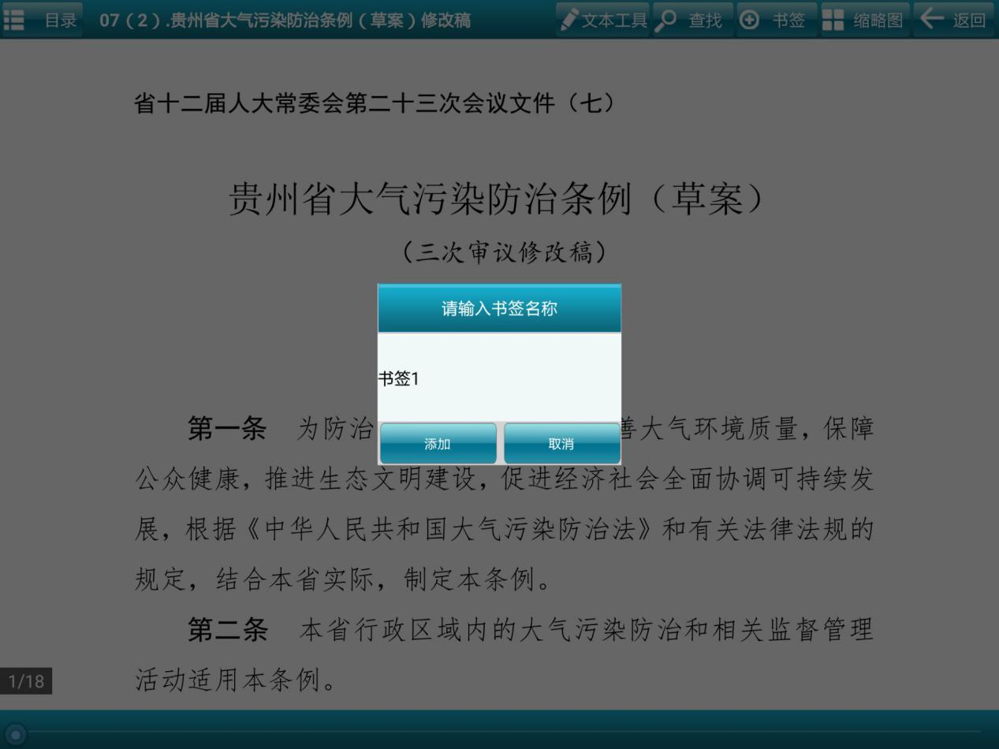 目录 07（2）.贵州省大气污染防治条例（草案）修改稿 文本工具 查找 书签 缩略图 返回
省十二届人大常委会第二十三次会议文件（七）
贵州省大气污染防治条例（草案）
（三次审议修改稿）
请输入书签名称
书签1
添加 取消
第一条 为防治 善大气环境质量，保障
公众健康，推进生态文明建设，促进经济社会全面协调可持续发
展，根据《中华人民共和国大气污染防治法》和有关法律法规的
规定，结合本省实际，制定本条例。
第二条 本省行政区域内的大气污染防治和相关监督管理
活动适用本条例。
1/18